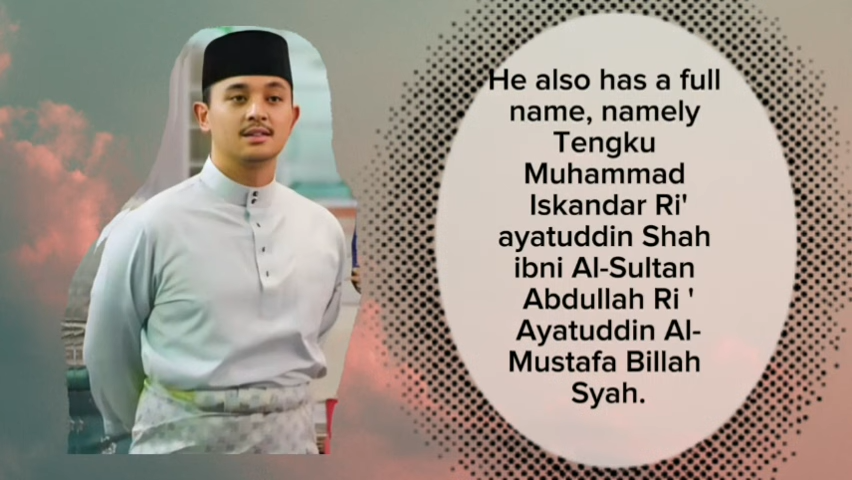 He also has a full
name, namely
Tengku
Muhammad
Iskandar Ri'
ayatuddin Shah
ibni Al-Sultan
Abdullah Ri '
Ayatuddin Al-
Mustafa Billah
Syah.